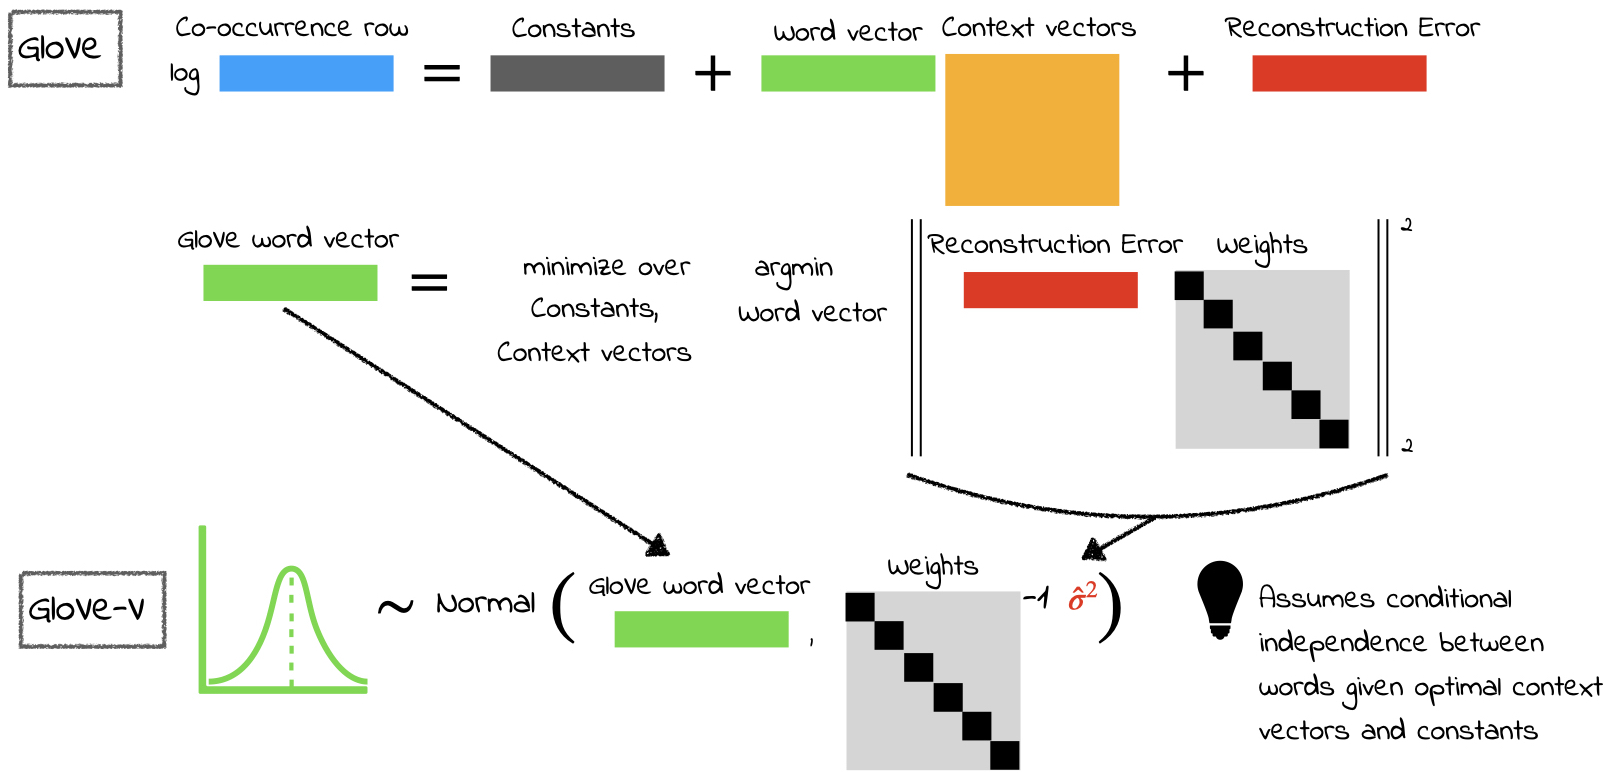 GloVe
Co-occurrence row
Constants
Word vector
Context vectors
Reconstruction Error
log
=
+
+
GloVe word vector
=
minimize over
Constants,
Context vectors
argmin
Word vector
Reconstruction Error
Weights
2
2
GloVe-V
~ Normal (
GloVe word vector
,
Weights
-1 σ̂²)
Assumes conditional
independence between
words given optimal context
vectors and constants